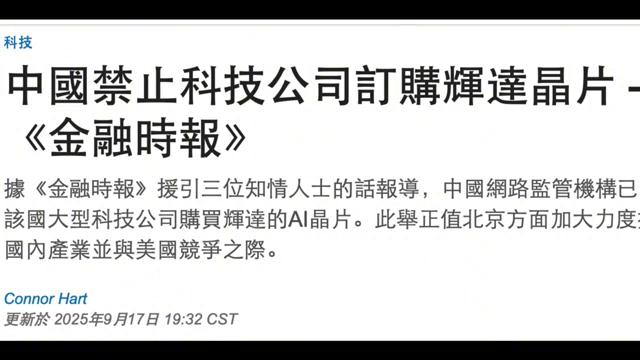 科技
中國禁止科技公司訂購輝達晶片 -
《金融時報》
據《金融時報》援引三位知情人士的話報導，中國網路監管機構已
該國大型科技公司購買輝達的AI晶片。此舉正值北京方面加大力度
國內產業並與美國競爭之際。
Connor Hart
更新於 2025年9月17日 19:32 CST